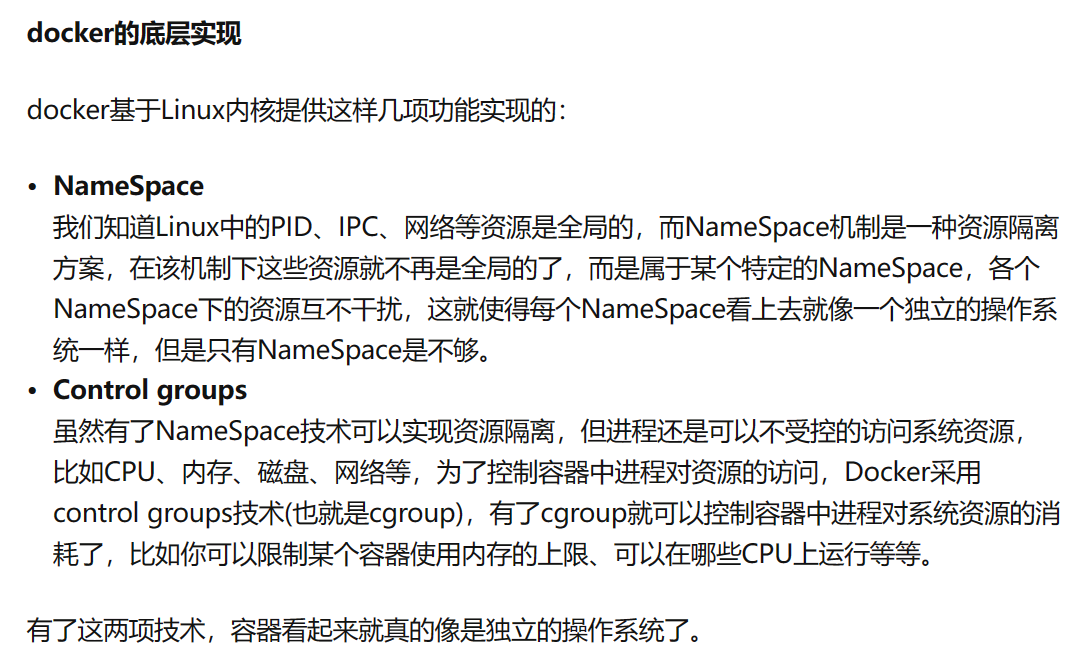 docker的底层实现
docker基于Linux内核提供这样几项功能实现的：
• NameSpace
我们知道Linux中的PID、IPC、网络等资源是全局的，而NameSpace机制是一种资源隔离
方案，在该机制下这些资源就不再是全局的了，而是属于某个特定的NameSpace，各个
NameSpace下的资源互不干扰，这就使得每个NameSpace看上去就像一个独立的操作系
统一样，但是只有NameSpace是不够。
• Control groups
虽然有了NameSpace技术可以实现资源隔离，但进程还是可以不受控的访问系统资源，
比如CPU、内存、磁盘、网络等，为了控制容器中进程对资源的访问，Docker采用
control groups技术(也就是cgroup)，有了cgroup就可以控制容器中进程对系统资源的消
耗了，比如你可以限制某个容器使用内存的上限、可以在哪些CPU上运行等等。
有了这两项技术，容器看起来就真的像是独立的操作系统了。